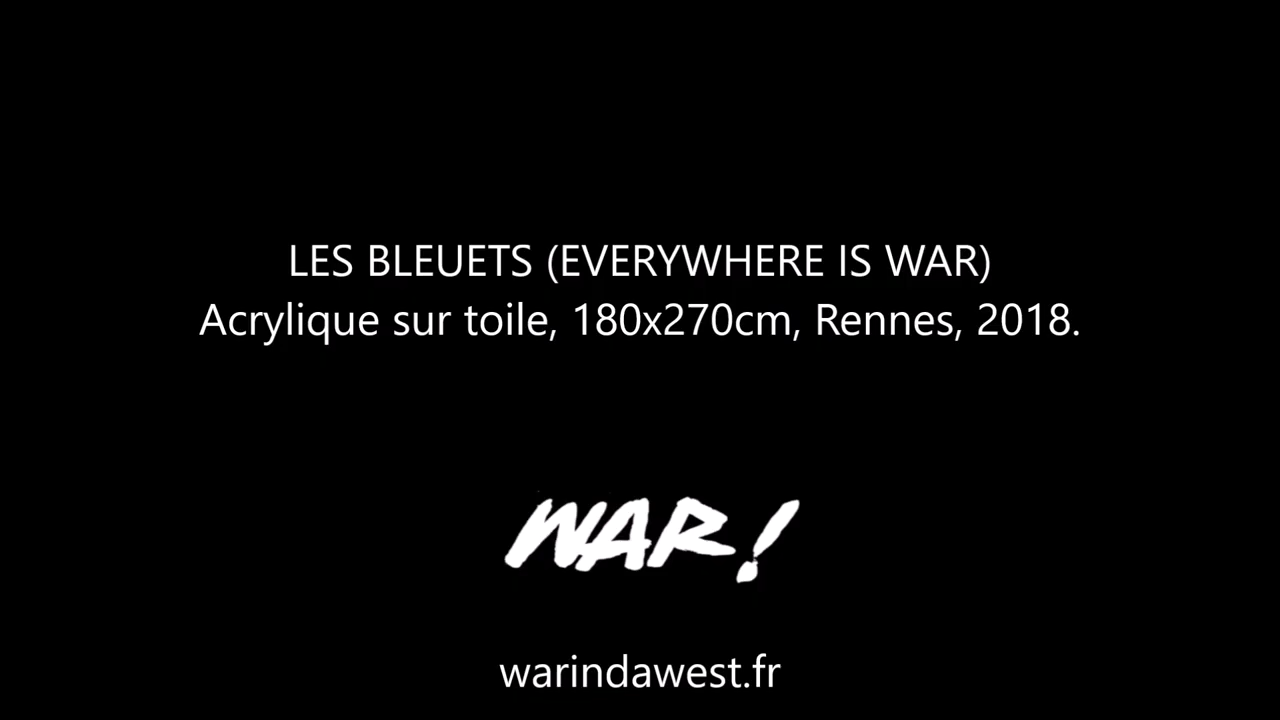 LES BLEUETS (EVERYWHERE IS WAR)
Acrylique sur toile, 180x270cm, Rennes, 2018.
WAR!
warindawest.fr